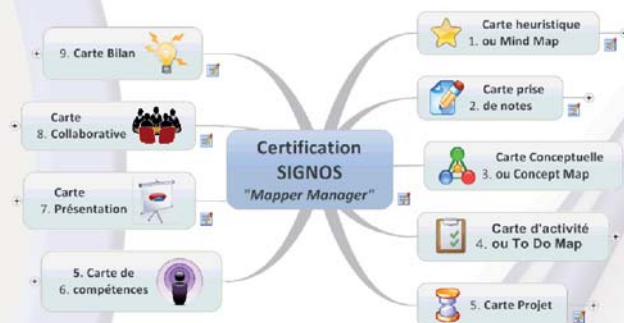 Certification
SIGNOS
"Mapper Manager"
Carte heuristique
1. ou Mind Map
Carte prise
2. de notes
Carte Conceptuelle
3. ou Concept Map
Carte d'activité
4. ou To Do Map
5. Carte Projet
5. Carte de
6. compétences
Carte
7. Présentation
Carte
8. Collaborative
9. Carte Bilan